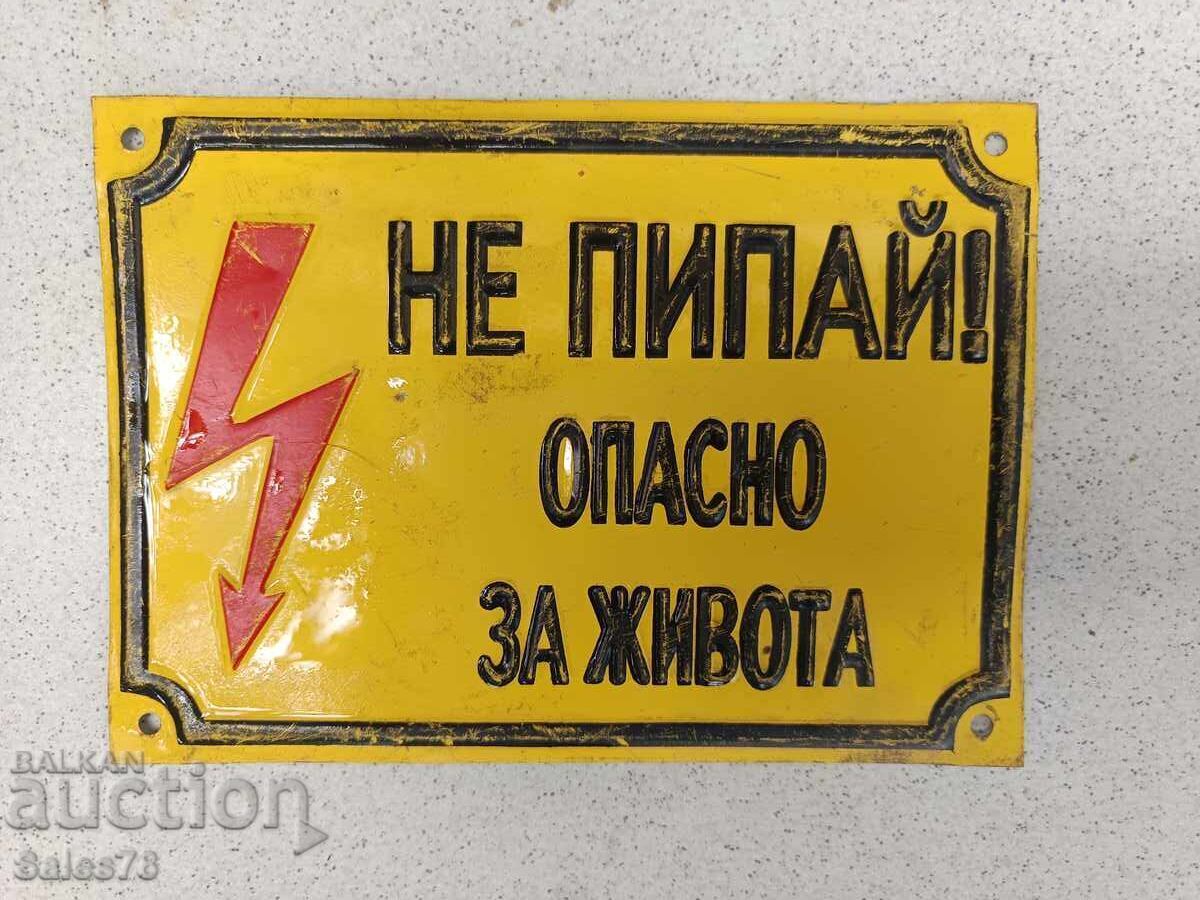 НЕ ПИПАЙ!
ОПАСНО
ЗА ЖИВОТА
BALKAN
auction
Sales78